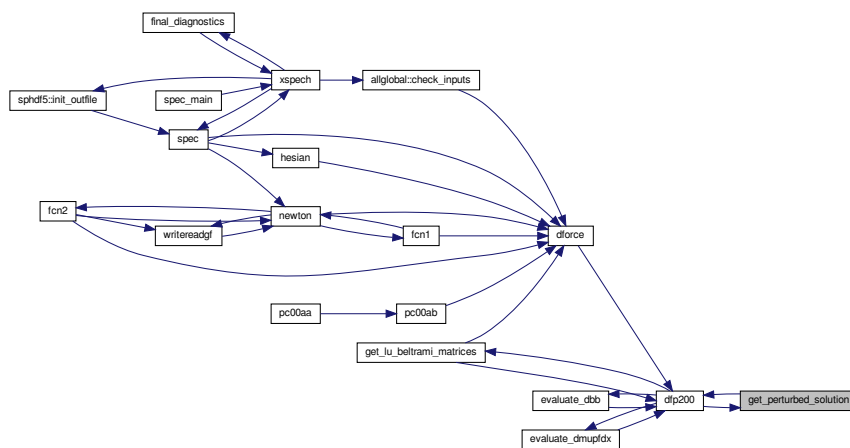 final_diagnostics
xspech
allglobal::check_inputs
sphdf5::init_outfile
spec_main
spec
hesian
fcn2
newton
writereadgf
fcn1
dforce
pc00aa
pc00ab
get_lu_beltrami_matrices
evaluate_dbb
dfp200
get_perturbed_solution
evaluate_dmupfdx